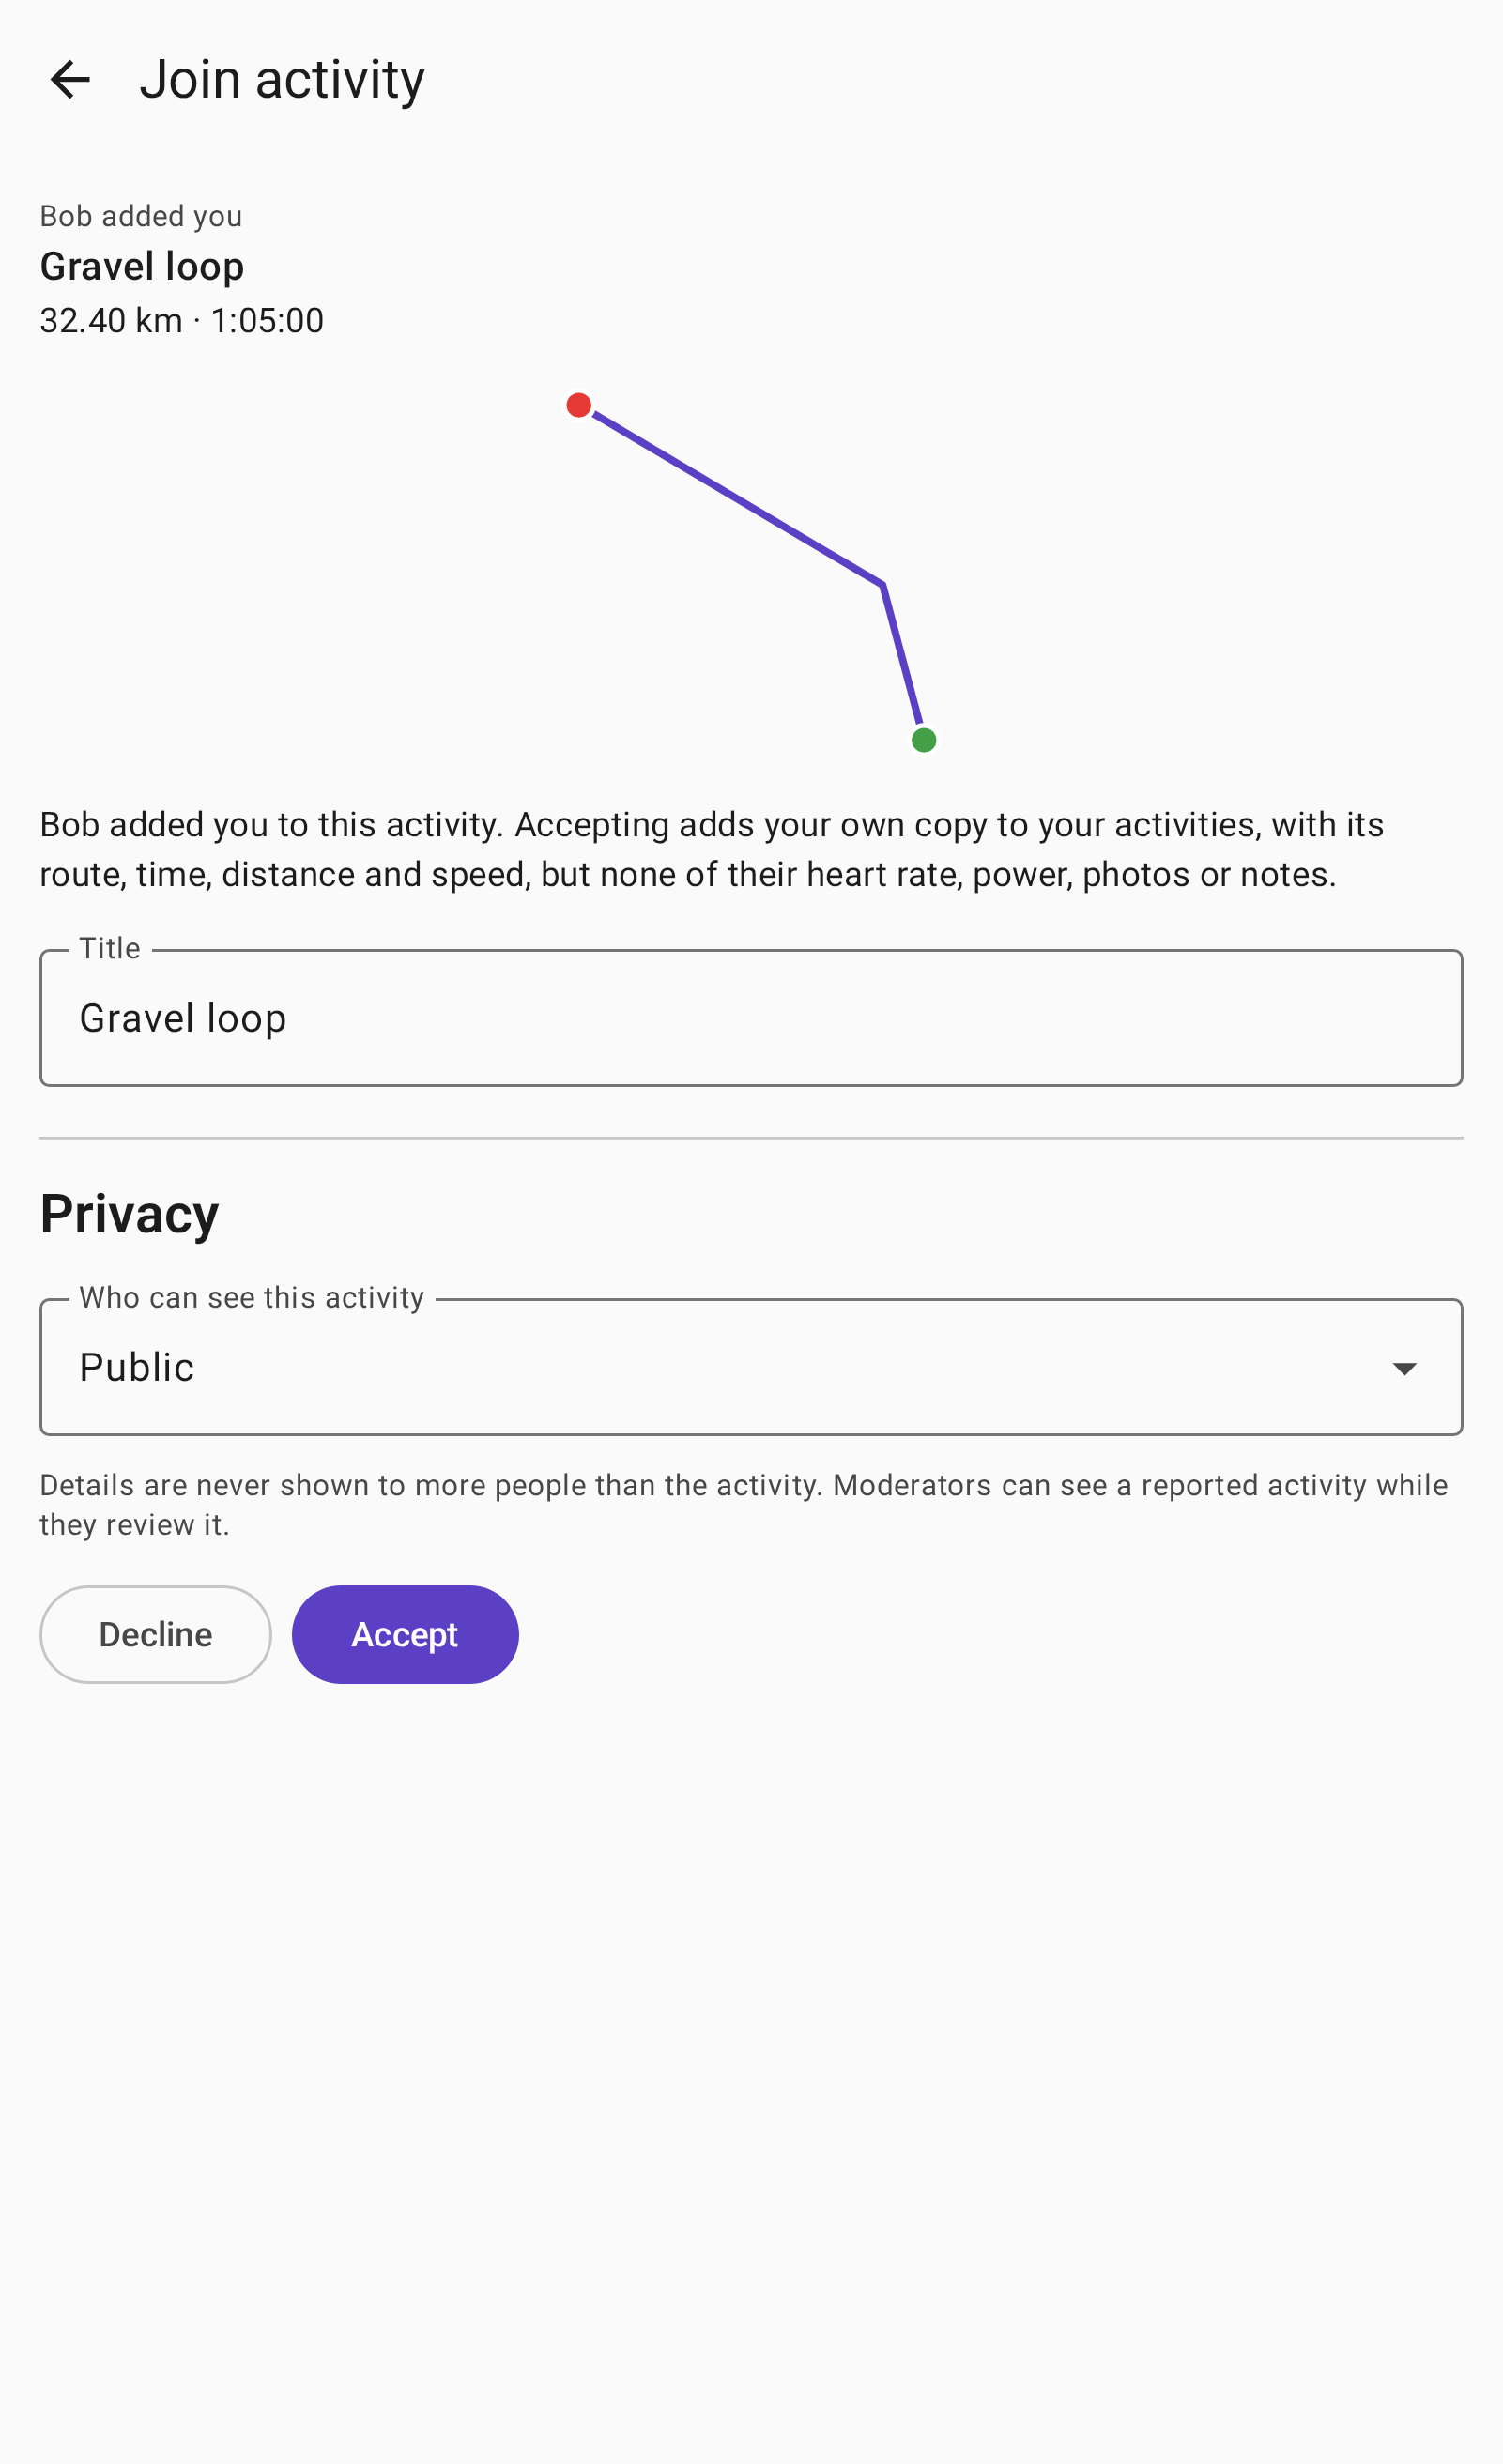 Join activity
Bob added you
Gravel loop
32.40 km · 1:05:00
Bob added you to this activity. Accepting adds your own copy to your activities, with its
route, time, distance and speed, but none of their heart rate, power, photos or notes.
Title
Gravel loop
Privacy
Who can see this activity
Public
Details are never shown to more people than the activity. Moderators can see a reported activity while
they review it.
Decline
Accept